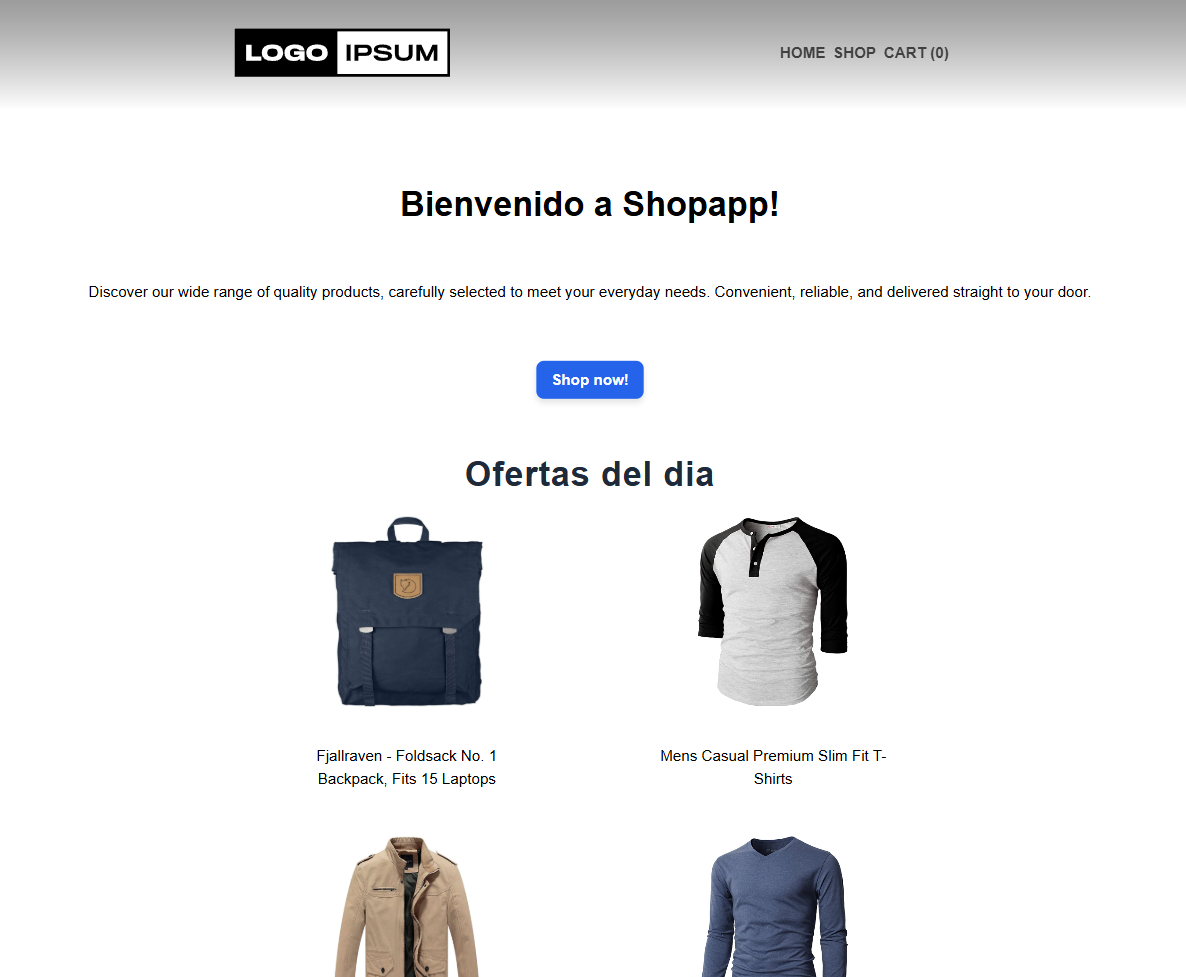 LOGO IPSUM
HOME SHOP CART (0)
Bienvenido a Shopapp!
Discover our wide range of quality products, carefully selected to meet your everyday needs. Convenient, reliable, and delivered straight to your door.
Shop now!
Ofertas del dia
Fjallraven - Foldsack No. 1
Backpack, Fits 15 Laptops
Mens Casual Premium Slim Fit T-
Shirts